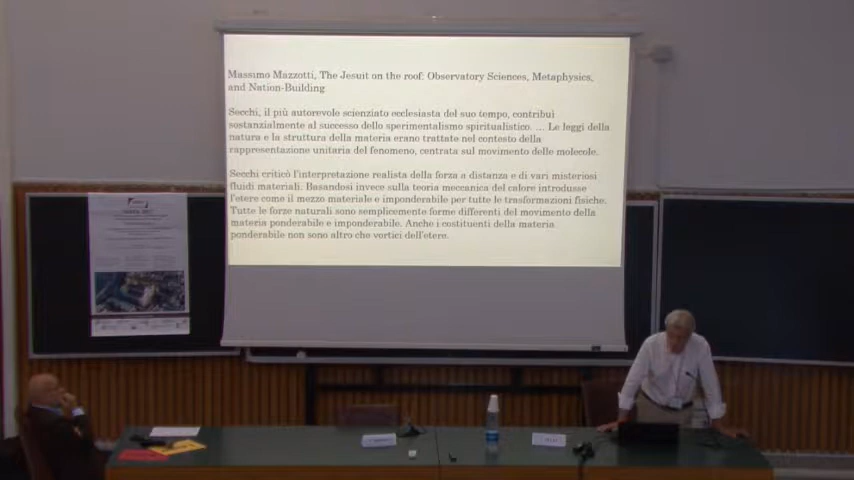 Massimo Mazzotti, The Jesuit on the roof: Observatory Sciences, Metaphysics,
and Nation-Building
Secchi, il più autorevole scienziato ecclesiasta del suo tempo, contribuì
sostanzialmente al successo dello sperimentalismo spiritualistico. ... Le leggi della
natura e la struttura della materia erano trattate nel contesto della
rappresentazione unitaria del fenomeno, centrata sul movimento delle molecole.
Secchi criticò l'interpretazione realista della forza a distanza e di vari misteriosi
fluidi materiali. Basandosi invece sulla teoria meccanica del calore introdusse
l'etere come il mezzo materiale e imponderabile per tutte le trasformazioni fisiche.
Tutte le forze naturali sono semplicemente forme differenti del movimento della
materia ponderabile e imponderabile. Anche i costituenti della materia
ponderabile non sono altro che vortici dell'etere.